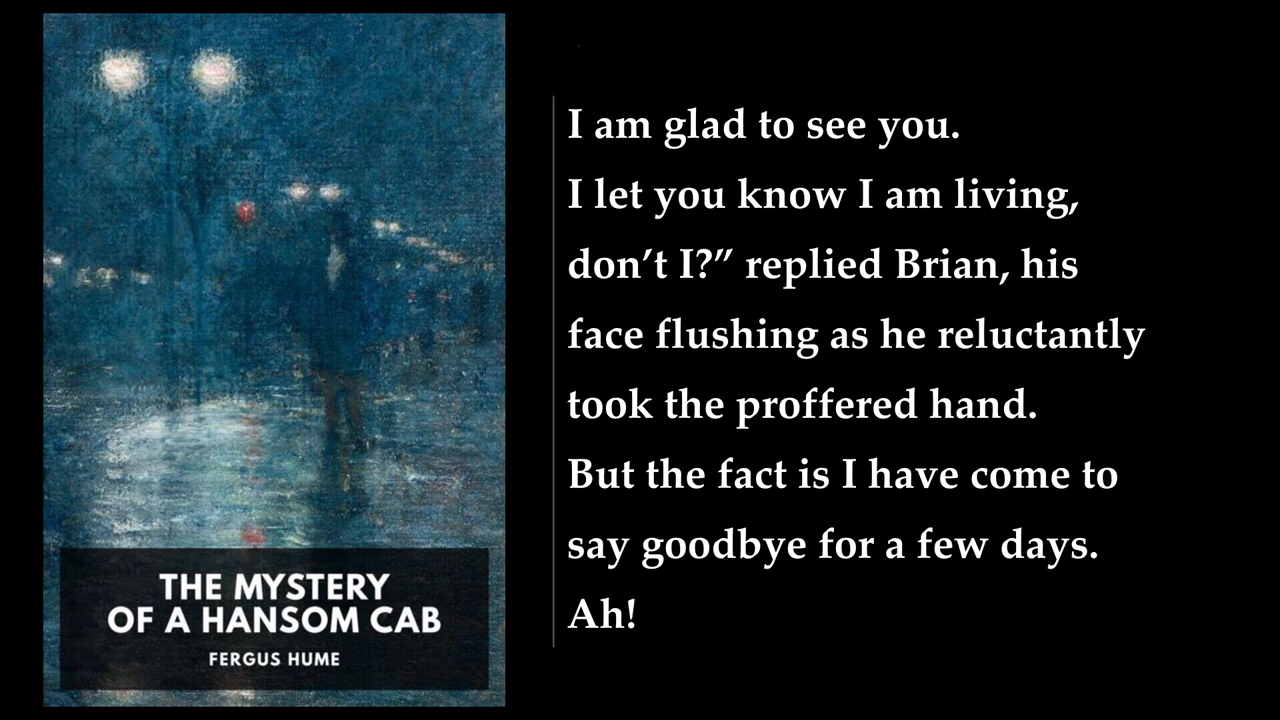 THE MYSTERY
OF A HANSOM CAB
FERGUS HUME
I am glad to see you.
I let you know I am living,
don’t I?” replied Brian, his
face flushing as he reluctantly
took the proffered hand.
But the fact is I have come to
say goodbye for a few days.
Ah!